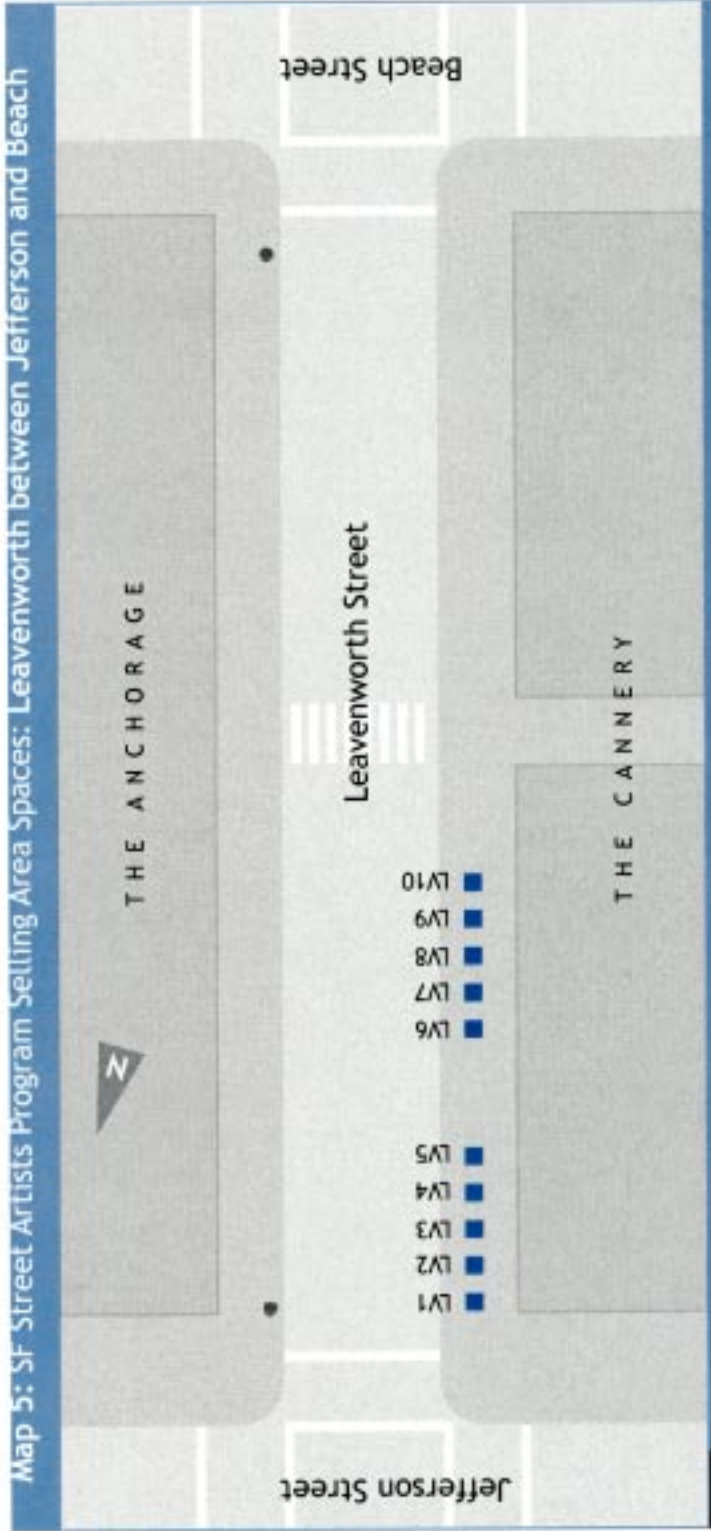 Map 5: SF Street Artists Program Selling Area Spaces: Leavenworth between Jefferson and Beach
THE ANCHORAGE
N
Jefferson Street
Leavenworth Street
Beach Street
LV1
LV2
LV3
LV4
LV5
LV6
LV7
LV8
LV9
LV10
THE CANNERY